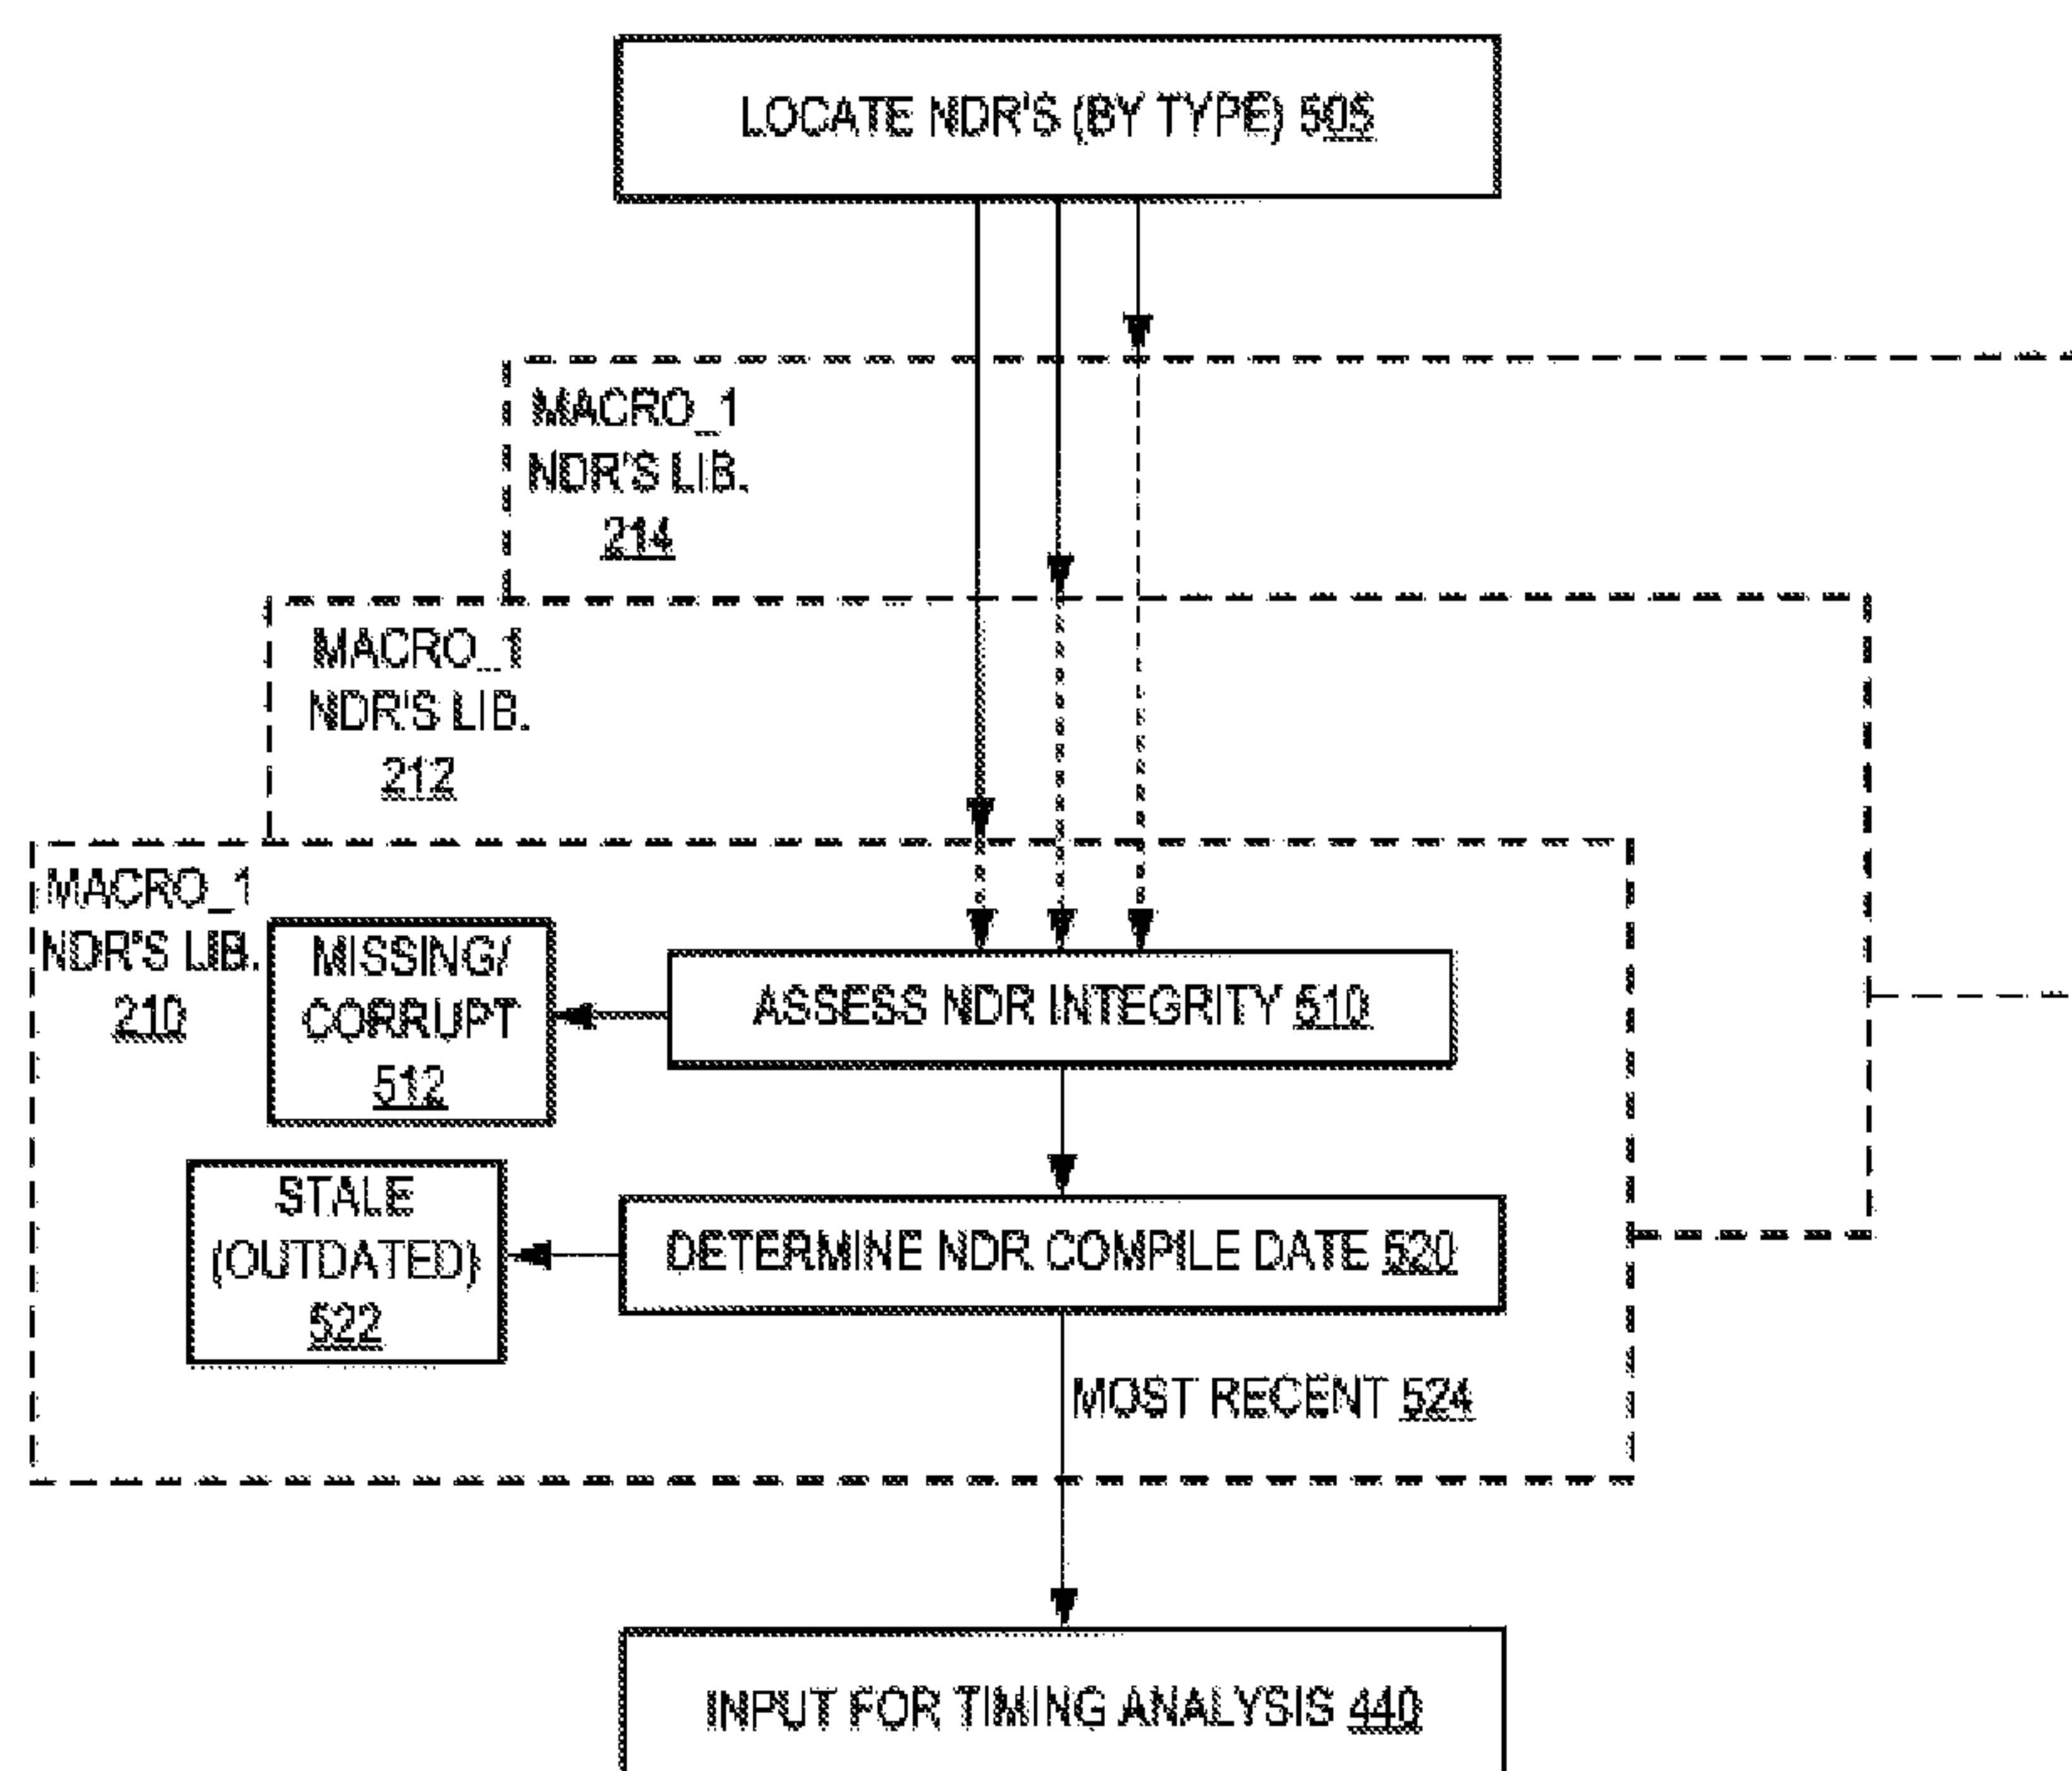 LOCATE NDR'S (BY TYPE) 505
MACRO_1
NDR'S LIB.
214
MACRO_1
NDR'S LIB.
212
MACRO_1
NDR'S LIB.
210
MISSING/
CORRUPT
512
ASSESS NDR INTEGRITY 510
STALE
(OUTDATED)
522
DETERMINE NDR COMPILE DATE 520
MOST RECENT 524
INPUT FOR TIMING ANALYSIS 440